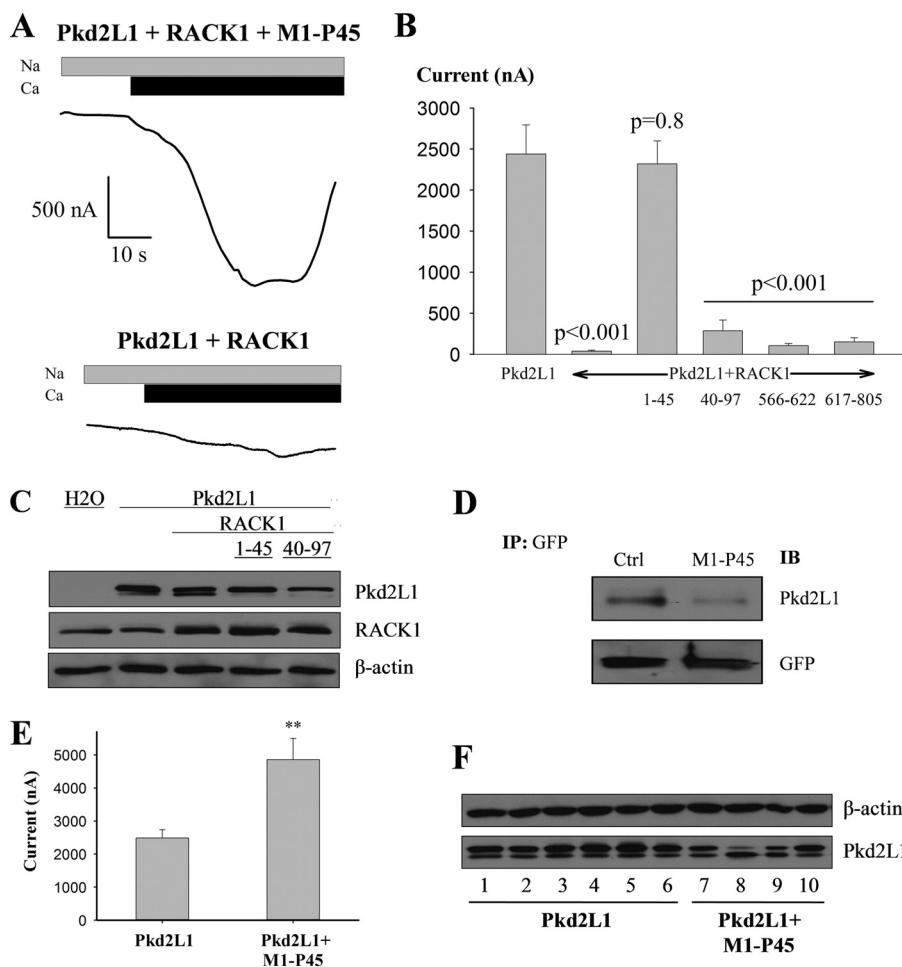 A
Pkd2L1 + RACK1 + M1-P45
Na
Ca
500 nA
10 s
Pkd2L1 + RACK1
Na
Ca
B
Current (nA)
3000
2500
2000
1500
1000
500
0
p=0.8
p<0.001
p<0.001
Pkd2L1
Pkd2L1+RACK1
1-45 40-97 566-622 617-805
C
H2O Pkd2L1
RACK1
1-45 40-97
Pkd2L1
RACK1
β-actin
D
IP: GFP
Ctrl M1-P45 IB
Pkd2L1
GFP
E
Current (nA)
5000
4000
3000
2000
1000
0
**
Pkd2L1 Pkd2L1+
M1-P45
F
β-actin
Pkd2L1
1 2 3 4 5 6 7 8 9 10
Pkd2L1 Pkd2L1+
M1-P45